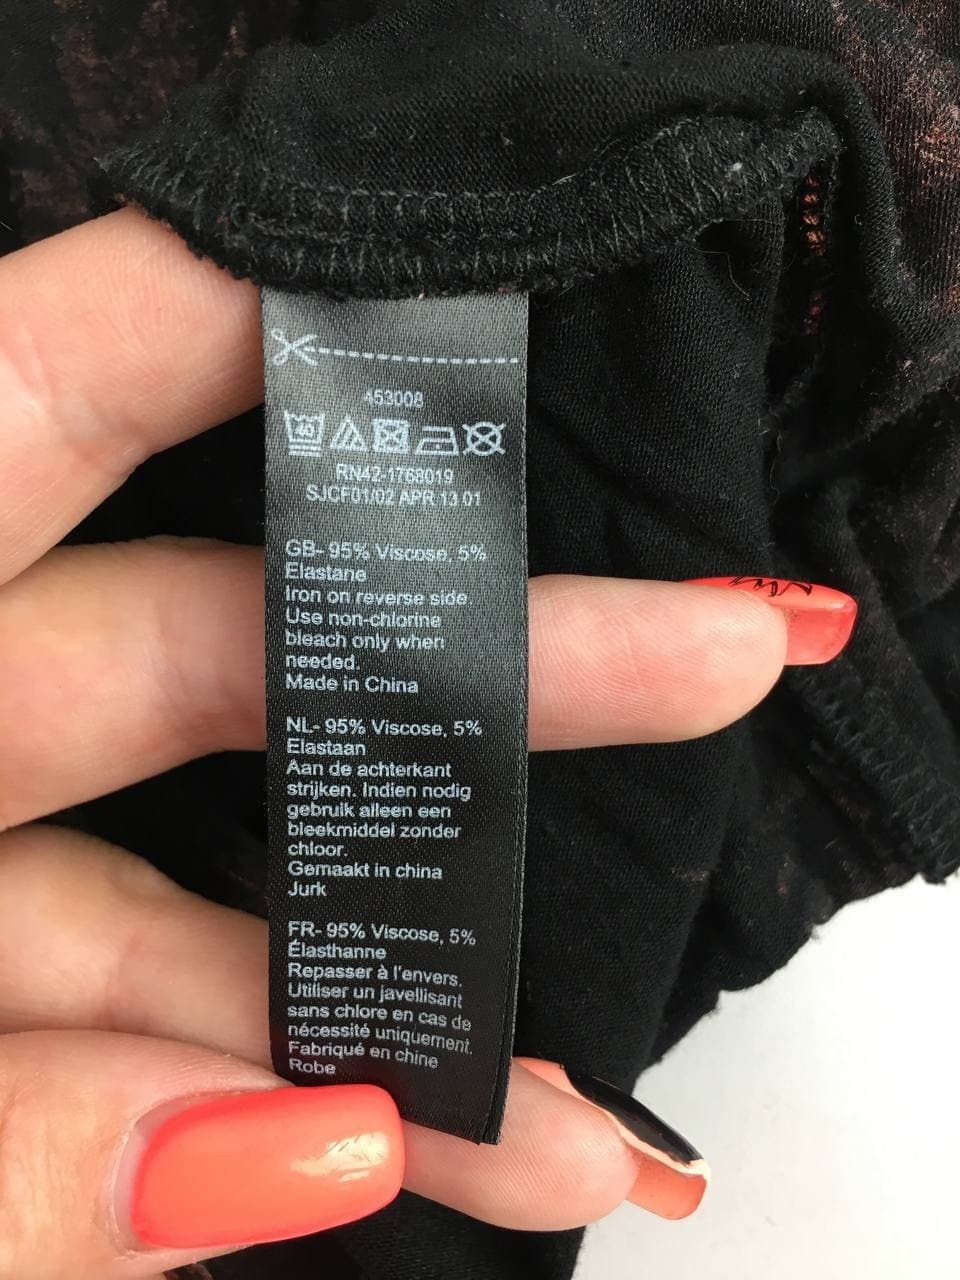 453008
40
RN42-1768019
SJCF01/02 APR 13 01
GB- 95% Viscose, 5%
Elastane
Iron on reverse side.
Use non-chlorine
bleach only when
needed.
Made in China
NL- 95% Viscose, 5%
Elastaan
Aan de achterkant
strijken. Indien nodig
gebruik alleen een
bleekmiddel zonder
chloor.
Gemaakt in china
Jurk
FR- 95% Viscose, 5%
Élasthanne
Repasser à l'envers.
Utiliser un javellisant
sans chlore en cas de
nécessité uniquement.
Fabriqué en chine
Robe